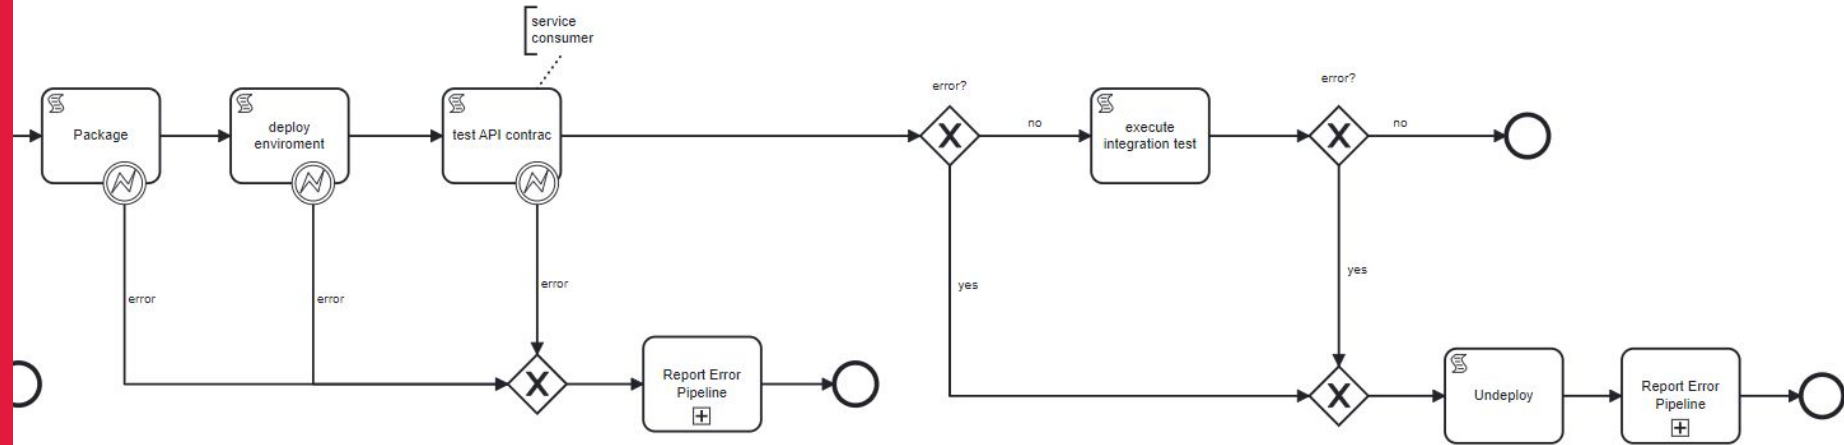 service
consumer
error?
error?
Package
deploy
enviroment
test API contrac
no
execute
integration test
no
error
error
error
yes
yes
Report Error
Pipeline
Undeploy
Report Error
Pipeline